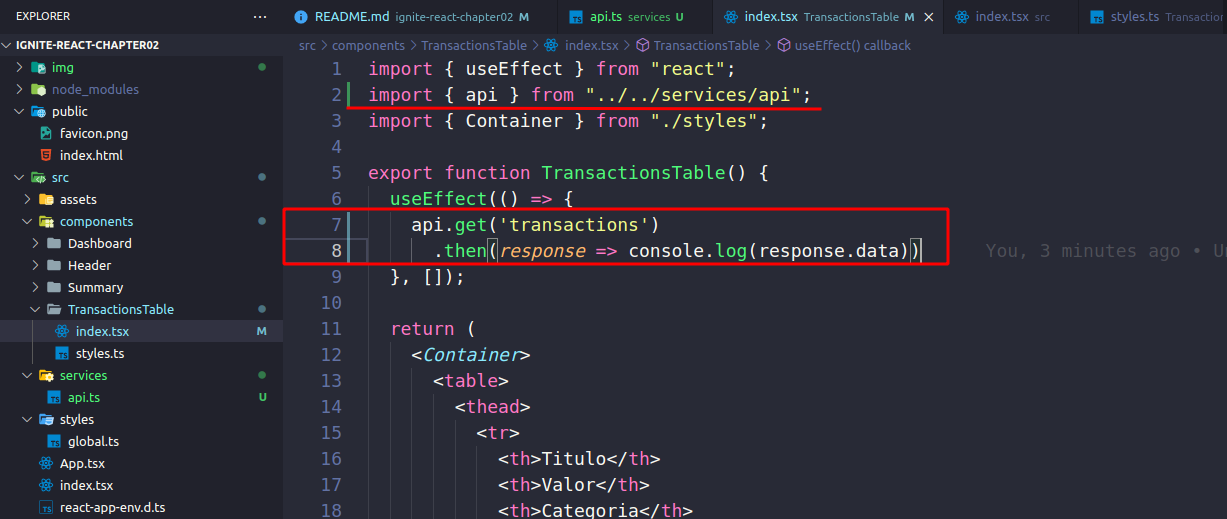 EXPLORER
···
README.md ignite-react-chapter02 M
api.ts services U
index.tsx TransactionsTable M
index.tsx src
styles.ts Transaction
IGNITE-REACT-CHAPTER02
src > components > TransactionsTable > index.tsx > TransactionsTable > useEffect() callback
img
node_modules
public
favicon.png
index.html
src
assets
components
Dashboard
Header
Summary
TransactionsTable
index.tsx M
styles.ts
services
api.ts U
styles
global.ts
App.tsx
index.tsx
react-app-env.d.ts
1 import { useEffect } from "react";
2 import { api } from "../../services/api";
3 import { Container } from "./styles";
4
5 export function TransactionsTable() {
6 useEffect(() => {
7 api.get('transactions')
8 .then(response => console.log(response.data)) You, 3 minutes ago • Un
9 }, []);
10
11 return (
12 <Container>
13 <table>
14 <thead>
15 <tr>
16 <th>Titulo</th>
17 <th>Valor</th>
18 <th>Categoria</th>